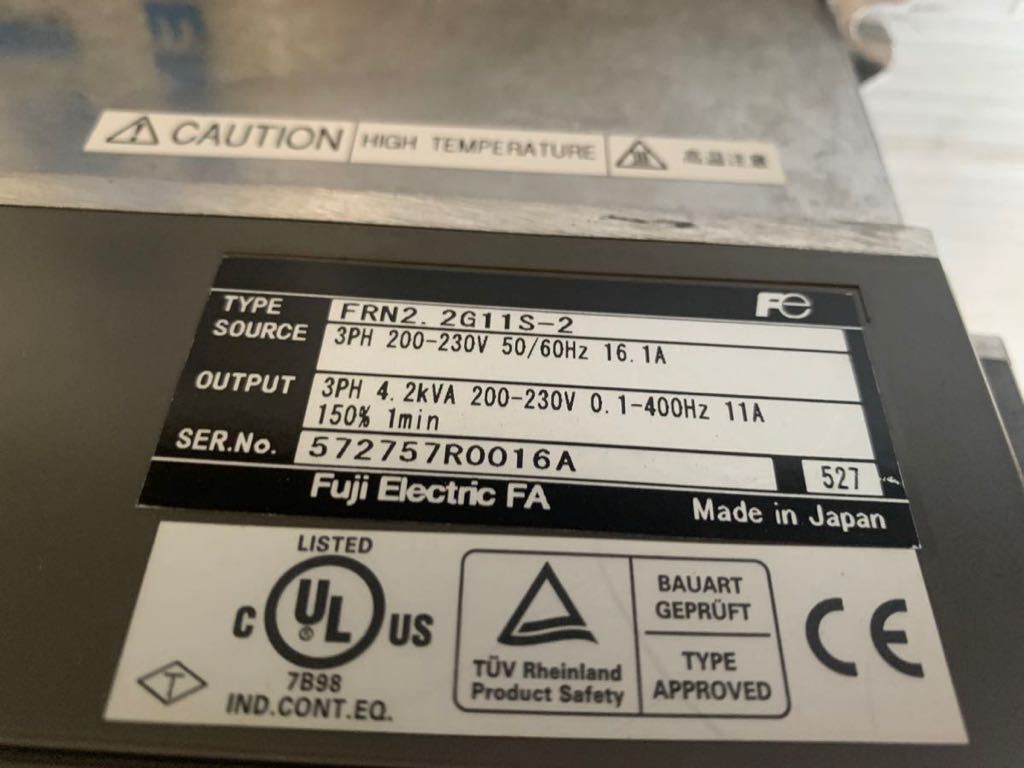 CAUTION HIGH TEMPERATURE 高温注意
Fe
TYPE FRN2.2G11S-2
SOURCE 3PH 200-230V 50/60Hz 16.1A
OUTPUT 3PH 4.2kVA 200-230V 0.1-400Hz 11A
150% 1min
SER.No. 572757R0016A 527
Fuji Electric FA Made in Japan
LISTED
C UL ® US
7B98
IND.CONT.EQ.
T
TÜV Rheinland
Product Safety
BAUART
GEPRÜFT
TYPE
APPROVED
CE